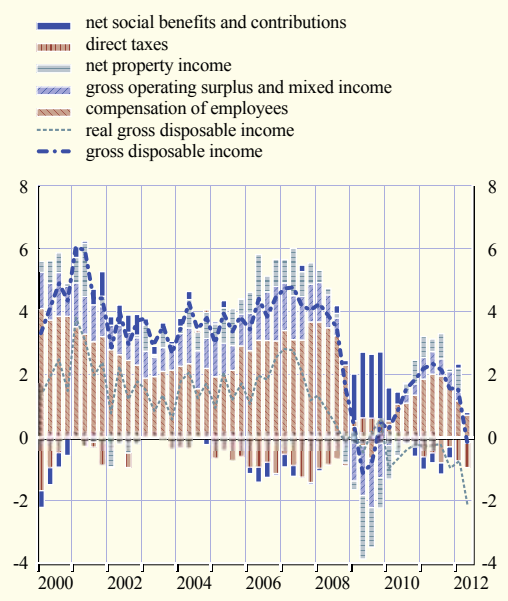 net social benefits and contributions
direct taxes
net property income
gross operating surplus and mixed income
compensation of employees
real gross disposable income
gross disposable income
8 8
6 6
4 4
2 2
0 0
-2 -2
-4 -4
2000 2002 2004 2006 2008 2010 2012